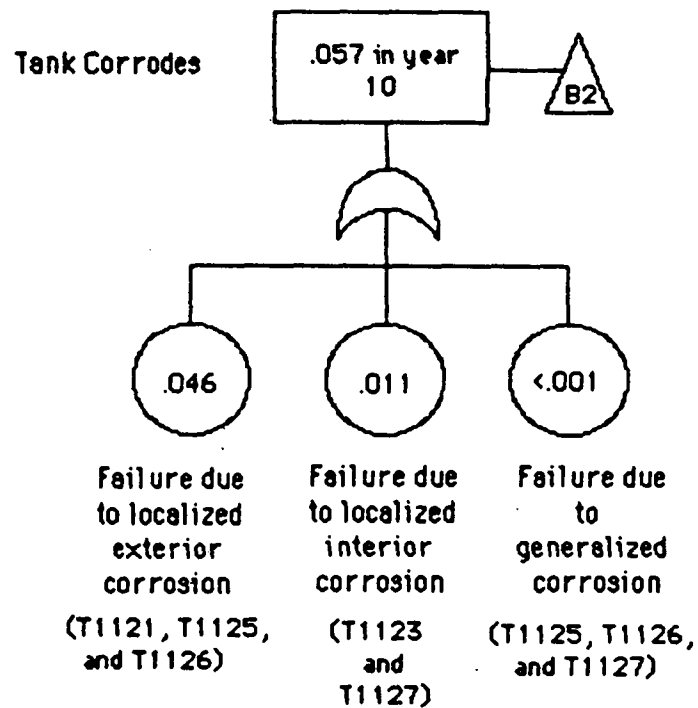 Tank Corrodes
.057 in year
10
B2
.046
.011
<.001
Failure due
to localized
exterior
corrosion
(T1121, T1125,
and T1126)
Failure due
to localized
interior
corrosion
(T1123
and
T1127)
Failure due
to
generalized
corrosion
(T1125, T1126,
and T1127)